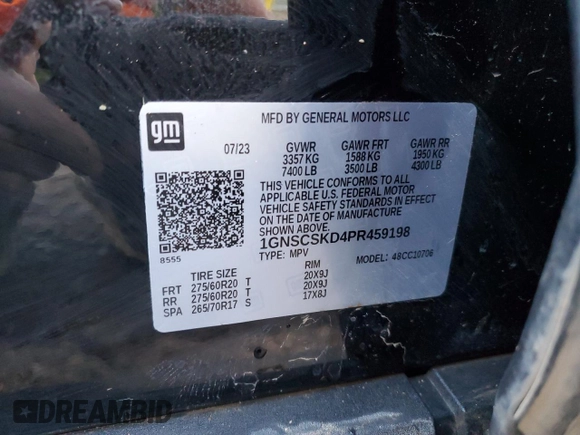 gm
MFD BY GENERAL MOTORS LLC
07/23 GVWR GAWR FRT GAWR RR
3357 KG 1588 KG 1950 KG
7400 LB 3500 LB 4300 LB
THIS VEHICLE CONFORMS TO ALL
APPLICABLE U.S. FEDERAL MOTOR
VEHICLE SAFETY STANDARDS IN EFFECT
ON THE DATE OF MANUFACTURE
SHOWN ABOVE.
1GNSCSKD4PR459198
8555 TYPE: MPV MODEL: 48CC10706
TIRE SIZE RIM
FRT 275/60R20 T 20X9J
RR 275/60R20 T 20X9J
SPA 265/70R17 S 17X8J
DREAMBID